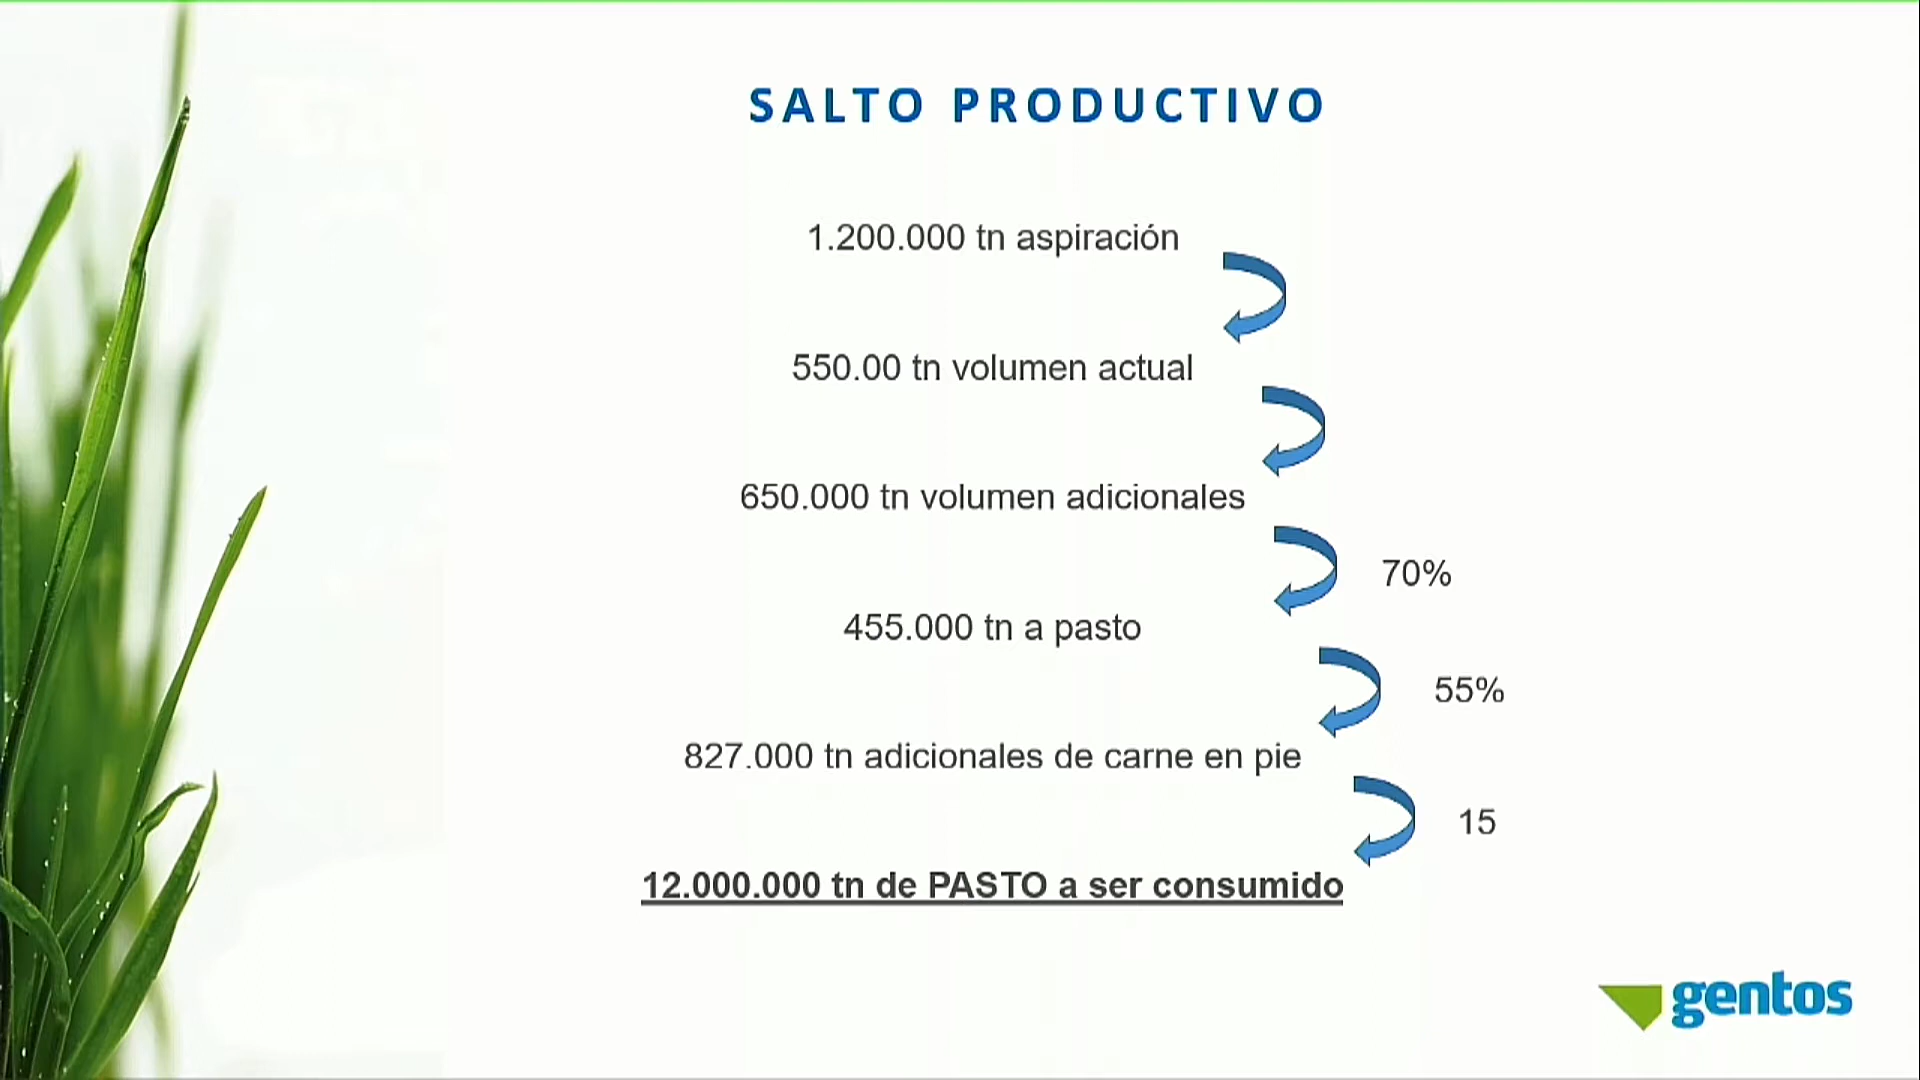 SALTO PRODUCTIVO
1.200.000 tn aspiración
550.00 tn volumen actual
650.000 tn volumen adicionales
70%
455.000 tn a pasto
55%
827.000 tn adicionales de carne en pie
15
12.000.000 tn de PASTO a ser consumido
gentos